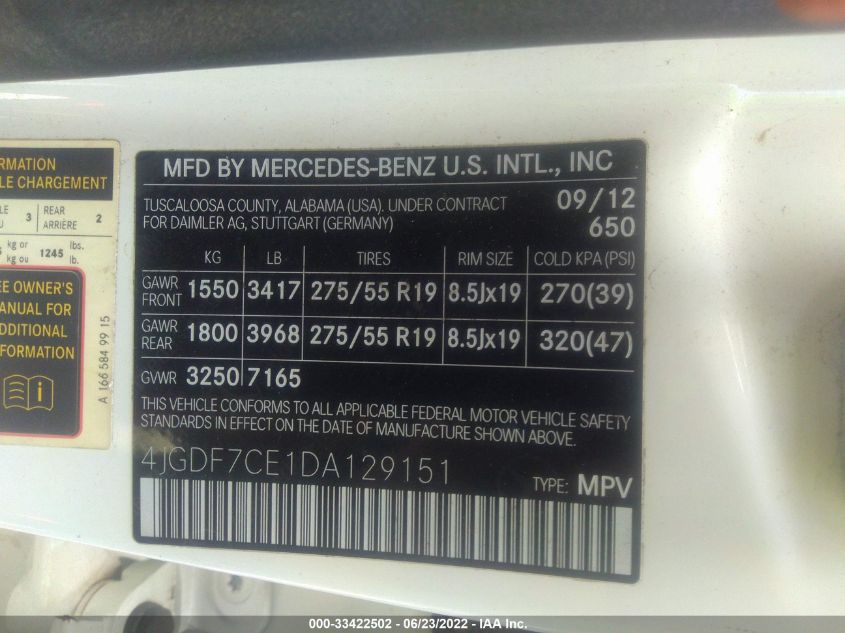 RMATION
LE CHARGEMENT
3 REAR ARRIÈRE 2
kg or kg ou 1245 lbs. lb.
OWNER'S
MANUAL FOR
ADDITIONAL
FORMATION
A 166 584 99 15
MFD BY MERCEDES-BENZ U.S. INTL., INC
TUSCALOOSA COUNTY, ALABAMA (USA). UNDER CONTRACT 09/12
FOR DAIMLER AG, STUTTGART (GERMANY) 650
KG LB TIRES RIM SIZE COLD KPA(PSI)
GAWR FRONT 1550 3417 275/55 R19 8.5Jx19 270(39)
GAWR REAR 1800 3968 275/55 R19 8.5Jx19 320(47)
GVWR 3250 7165
THIS VEHICLE CONFORMS TO ALL APPLICABLE FEDERAL MOTOR VEHICLE SAFETY
STANDARDS IN EFFECT ON THE DATE OF MANUFACTURE SHOWN ABOVE.
4JGDF7CE1DA129151
TYPE: MPV
000-33422502 - 06/23/2022 - IAA Inc.